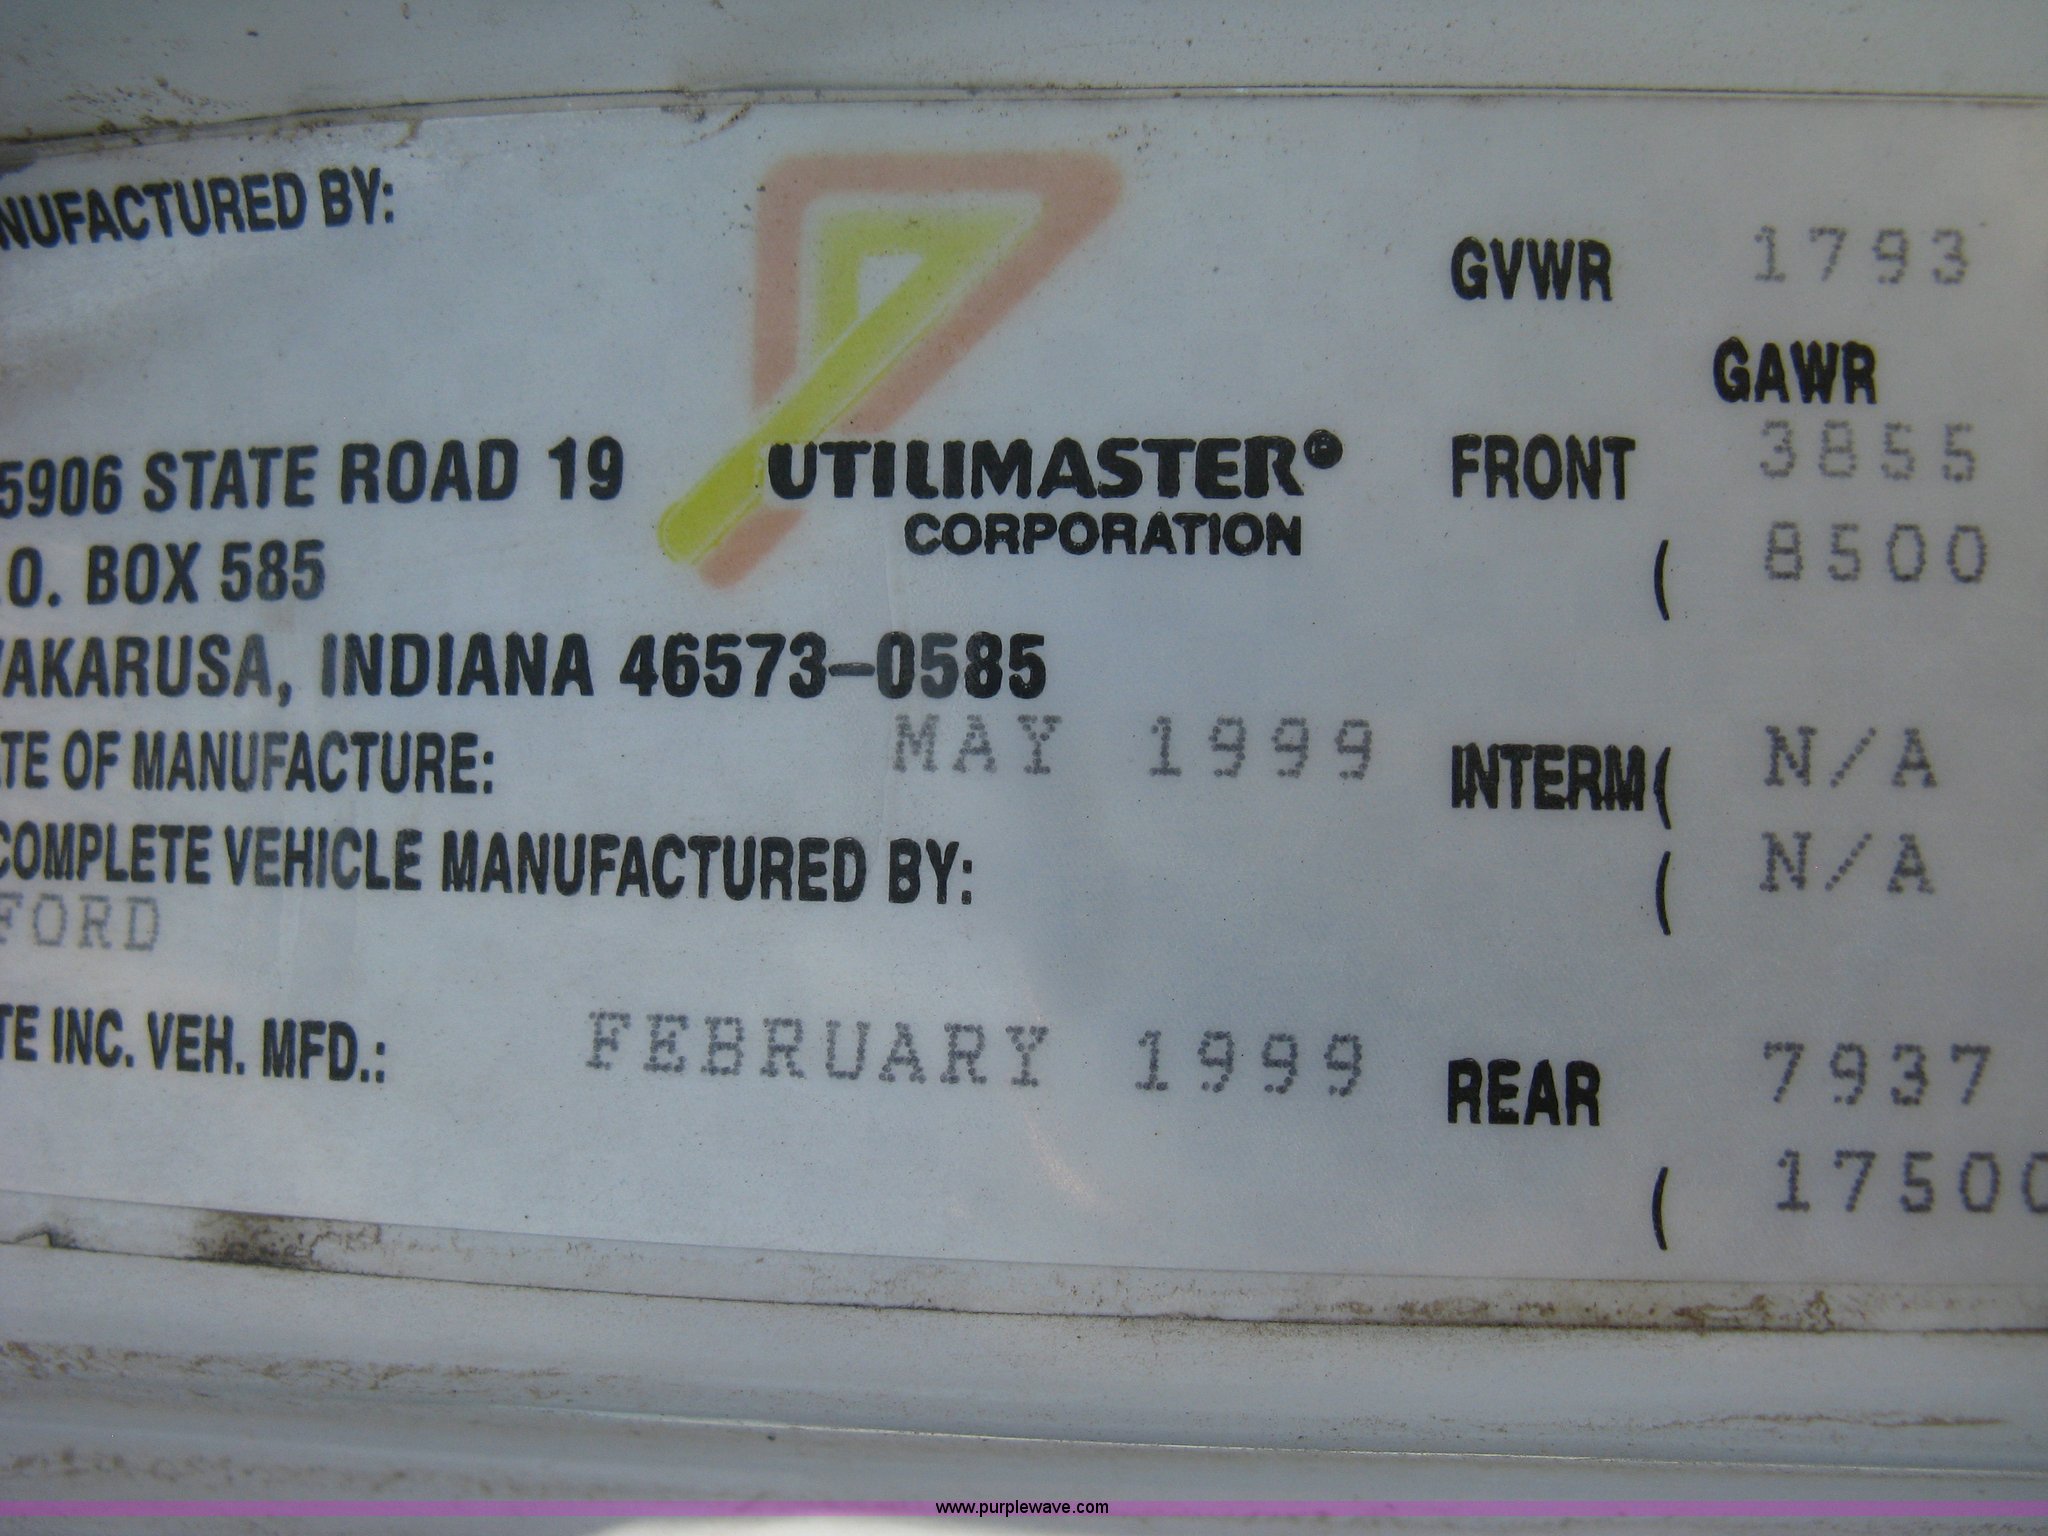 NUFACTURED BY:
5906 STATE ROAD 19
.O. BOX 585
WAKARUSA, INDIANA 46573-0585
UTILIMASTER®
CORPORATION
TE OF MANUFACTURE: MAY 1999
COMPLETE VEHICLE MANUFACTURED BY:
FORD
TE INC. VEH. MFD.: FEBRUARY 1999
GVWR 1793
GAWR
FRONT 3855
( 8500
INTERM ( N/A
( N/A
REAR 7937
( 17500
www.purplewave.com